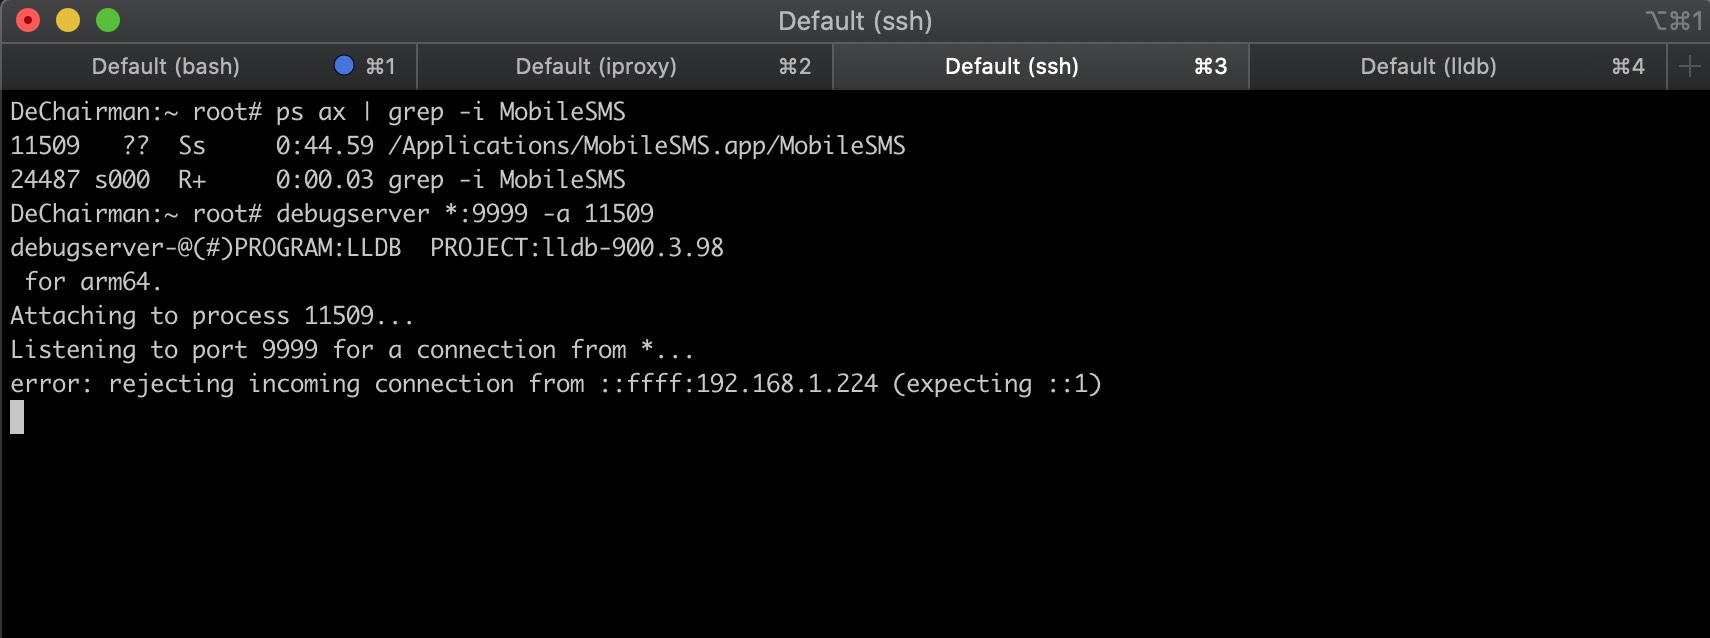 Default (ssh)
⌥⌘1
Default (bash) ⌘1
Default (iproxy) ⌘2
Default (ssh) ⌘3
Default (lldb) ⌘4
DeChairman:~ root# ps ax | grep -i MobileSMS
11509   ??  Ss     0:44.59 /Applications/MobileSMS.app/MobileSMS
24487 s000  R+     0:00.03 grep -i MobileSMS
DeChairman:~ root# debugserver *:9999 -a 11509
debugserver-@(#)PROGRAM:LLDB  PROJECT:lldb-900.3.98
 for arm64.
Attaching to process 11509...
Listening to port 9999 for a connection from *...
error: rejecting incoming connection from ::ffff:192.168.1.224 (expecting ::1)